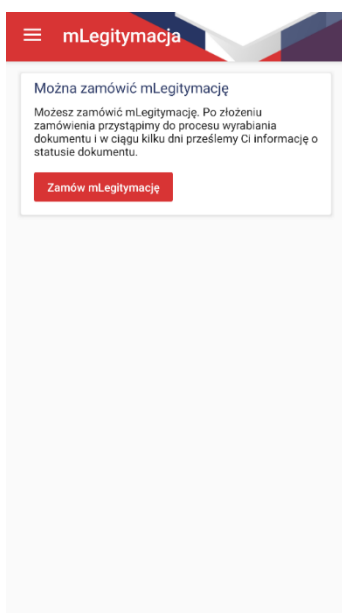 mLegitymacja
Można zamówić mLegitymację
Możesz zamówić mLegitymację. Po złożeniu
zamówienia przystąpimy do procesu wyrabiania
dokumentu i w ciągu kilku dni prześlemy Ci informację o
statusie dokumentu.
Zamów mLegitymację